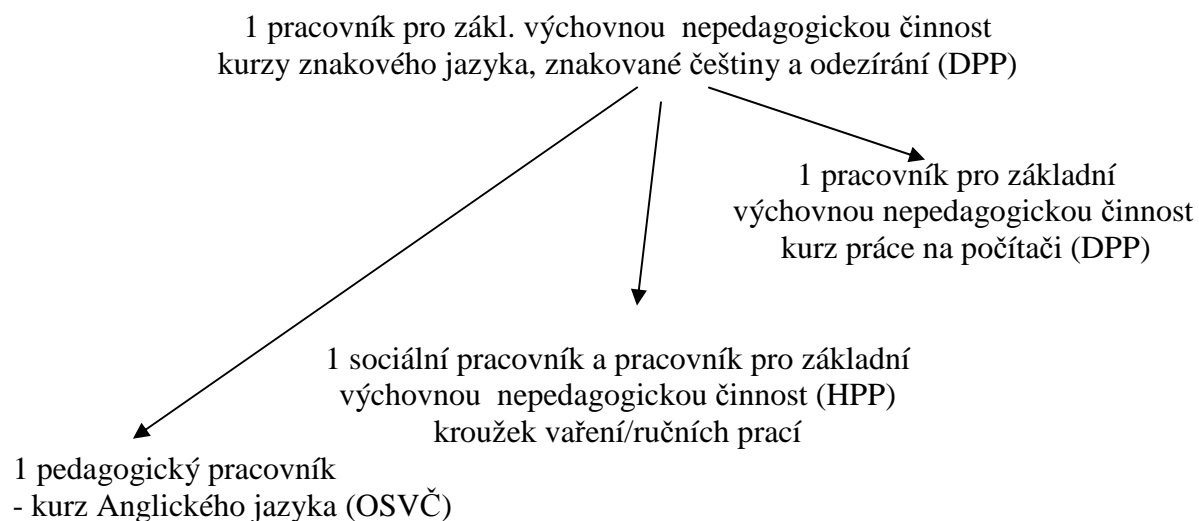 1 pracovník pro zákl. výchovnou nepedagogickou činnost
kurzy znakového jazyka, znakované češtiny a odezírání (DPP)
1 pracovník pro základní
výchovnou nepedagogickou činnost
kurz práce na počítači (DPP)
1 sociální pracovník a pracovník pro základní
výchovnou nepedagogickou činnost (HPP)
kroužek vaření/ručních prací
1 pedagogický pracovník
- kurz Anglického jazyka (OSVČ)